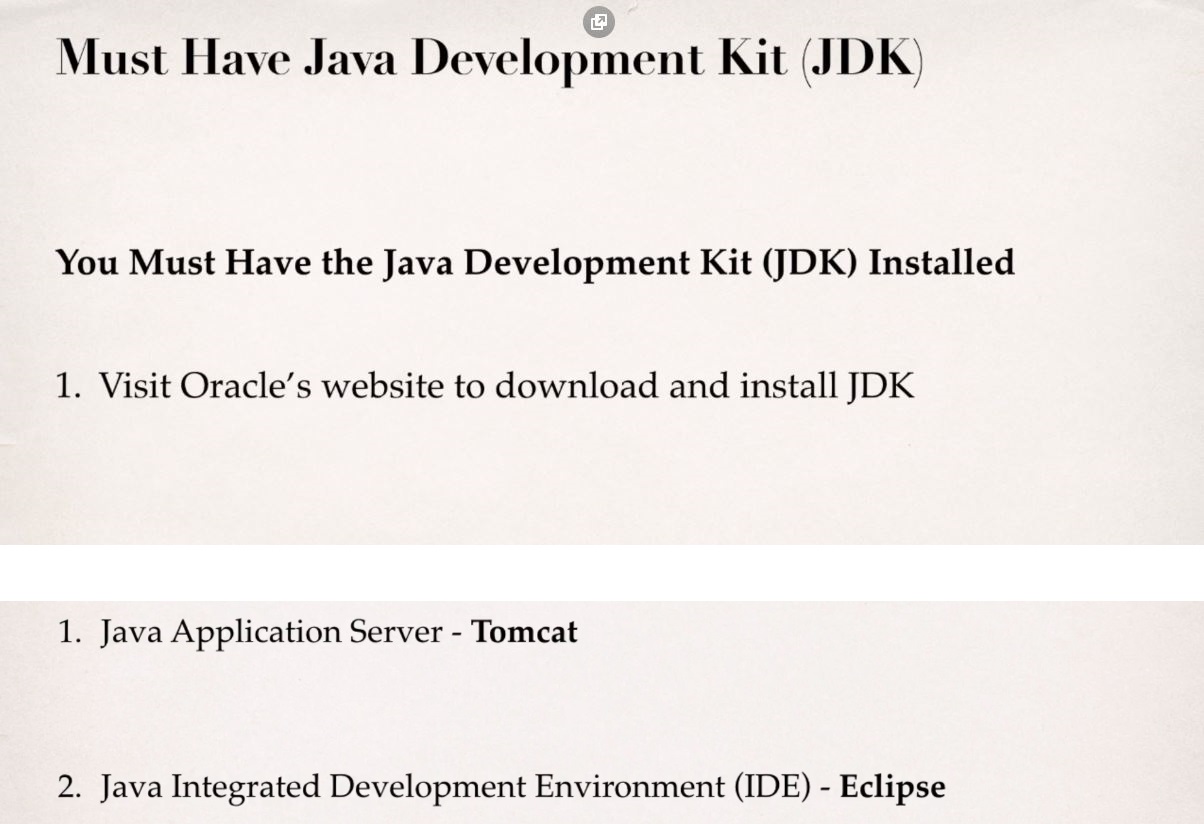 Must Have Java Development Kit (JDK)
You Must Have the Java Development Kit (JDK) Installed
1. Visit Oracle’s website to download and install JDK
1. Java Application Server - Tomcat
2. Java Integrated Development Environment (IDE) - Eclipse